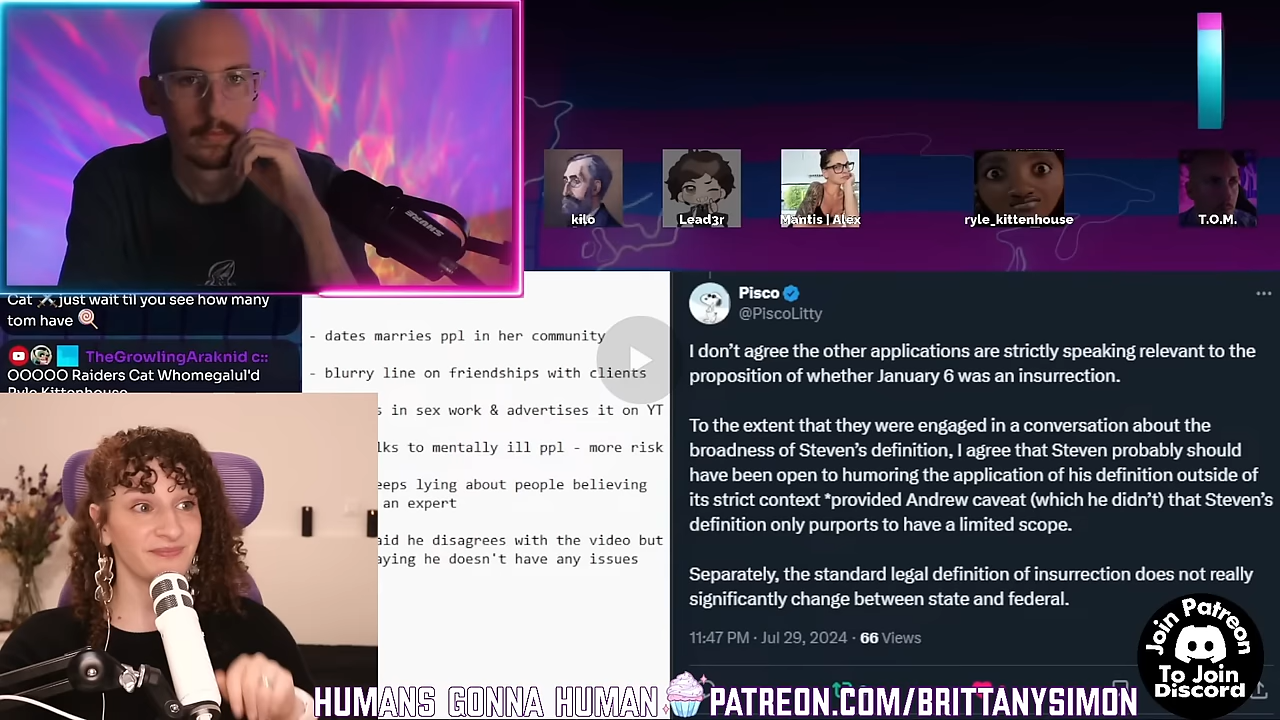 SHURE
kilo
Lead3r
Mantis | Alex
ryle_kittenhouse
T.O.M.
Cat ⚔️just wait til you see how many
tom have 🍭
TheGrowlingAraknid c::
OOOOO Raiders Cat Whomegalul'd
Ryle Kittenhouse
- dates marries ppl in her community
- blurry line on friendships with clients
s in sex work & advertises it on YT
lks to mentally ill ppl - more risk
eeps lying about people believing
an expert
aid he disagrees with the video but
aying he doesn't have any issues
Pisco
@PiscoLitty
I don’t agree the other applications are strictly speaking relevant to the
proposition of whether January 6 was an insurrection.
To the extent that they were engaged in a conversation about the
broadness of Steven’s definition, I agree that Steven probably should
have been open to humoring the application of his definition outside of
its strict context *provided Andrew caveat (which he didn’t) that Steven’s
definition only purports to have a limited scope.
Separately, the standard legal definition of insurrection does not really
significantly change between state and federal.
11:47 PM · Jul 29, 2024 · 66 Views
Join Patreon
To Join
Discord
HUMANS GONNA HUMAN🧁PATREON.COM/BRITTANYSIMON